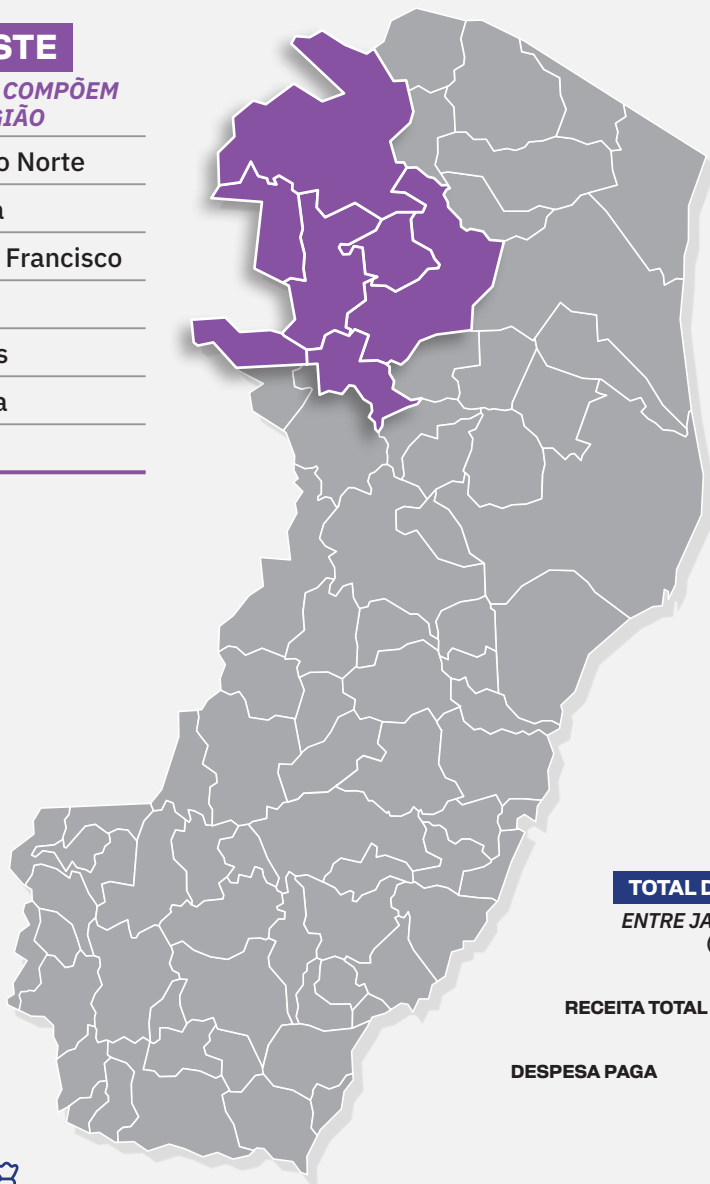 STE
COMPÕEM
GIÃO
o Norte
a
Francisco
s
a
TOTAL D
ENTRE JA
(
RECEITA TOTAL
DESPESA PAGA